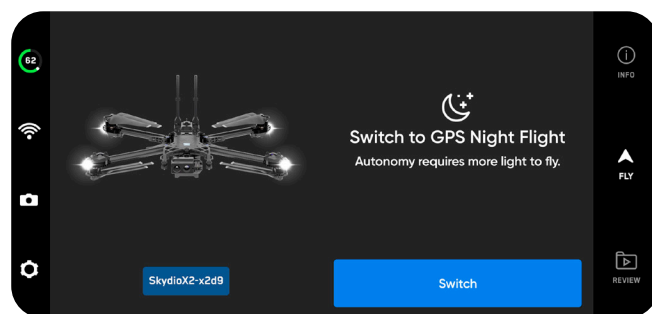 62
INFO
Switch to GPS Night Flight
Autonomy requires more light to fly.
FLY
SkydioX2-x2d9
Switch
REVIEW